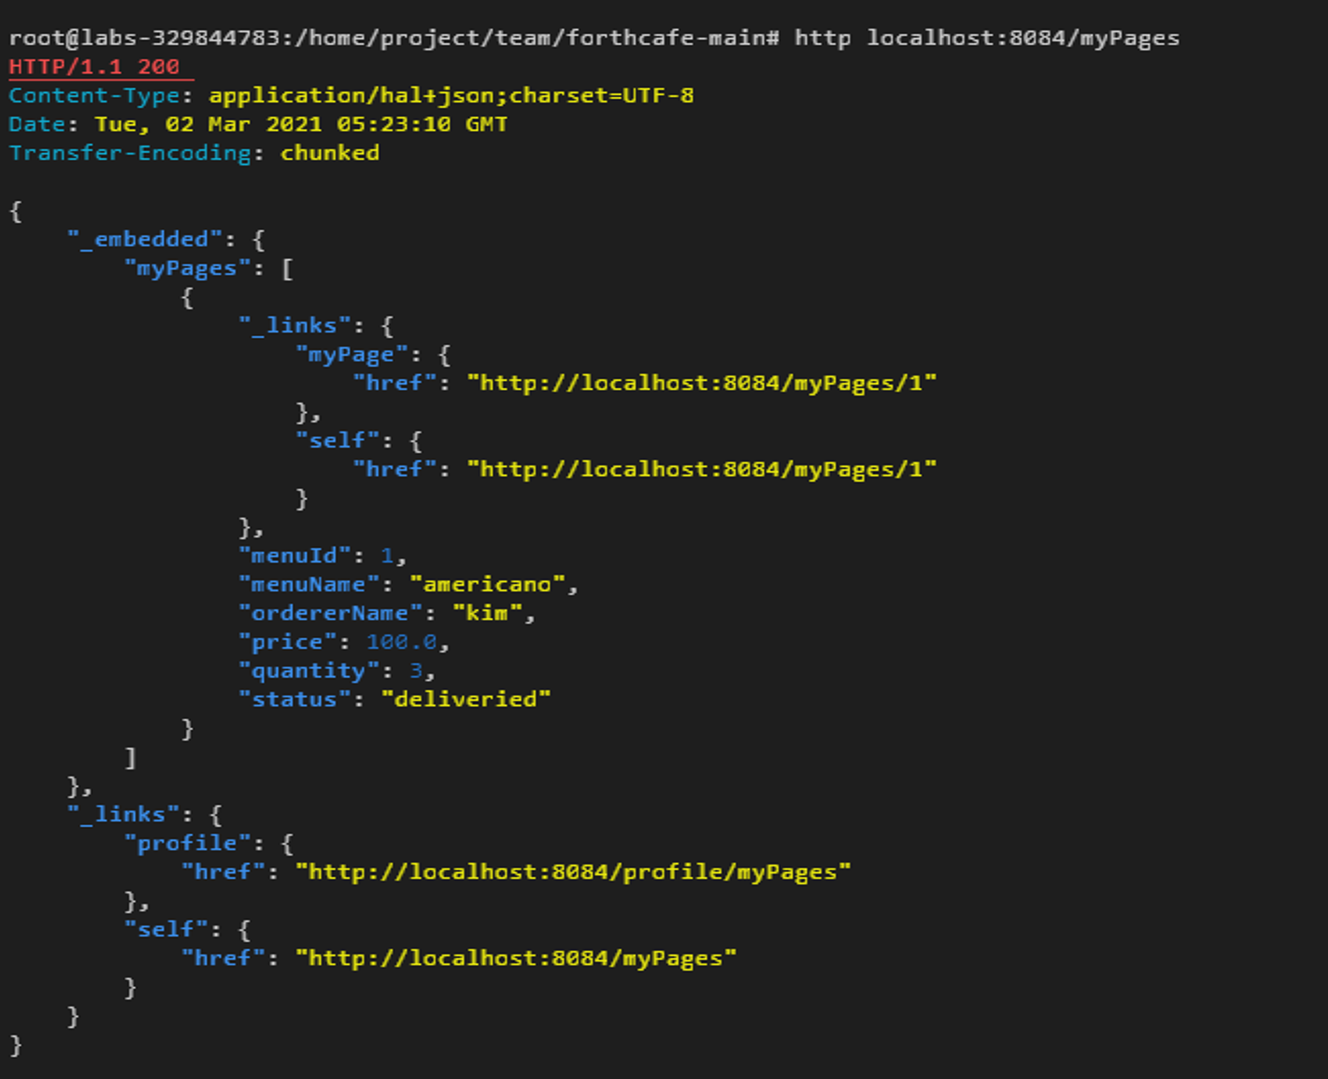 root@labs-329844783:/home/project/team/forthcafe-main# http localhost:8084/myPages
HTTP/1.1 200
Content-Type: application/hal+json;charset=UTF-8
Date: Tue, 02 Mar 2021 05:23:10 GMT
Transfer-Encoding: chunked
{
"_embedded": {
"myPages": [
{
"_links": {
"myPage": {
"href": "http://localhost:8084/myPages/1"
},
"self": {
"href": "http://localhost:8084/myPages/1"
}
},
"menuId": 1,
"menuName": "americano",
"ordererName": "kim",
"price": 100.0,
"quantity": 3,
"status": "deliveried"
}
]
},
"_links": {
"profile": {
"href": "http://localhost:8084/profile/myPages"
},
"self": {
"href": "http://localhost:8084/myPages"
}
}
}